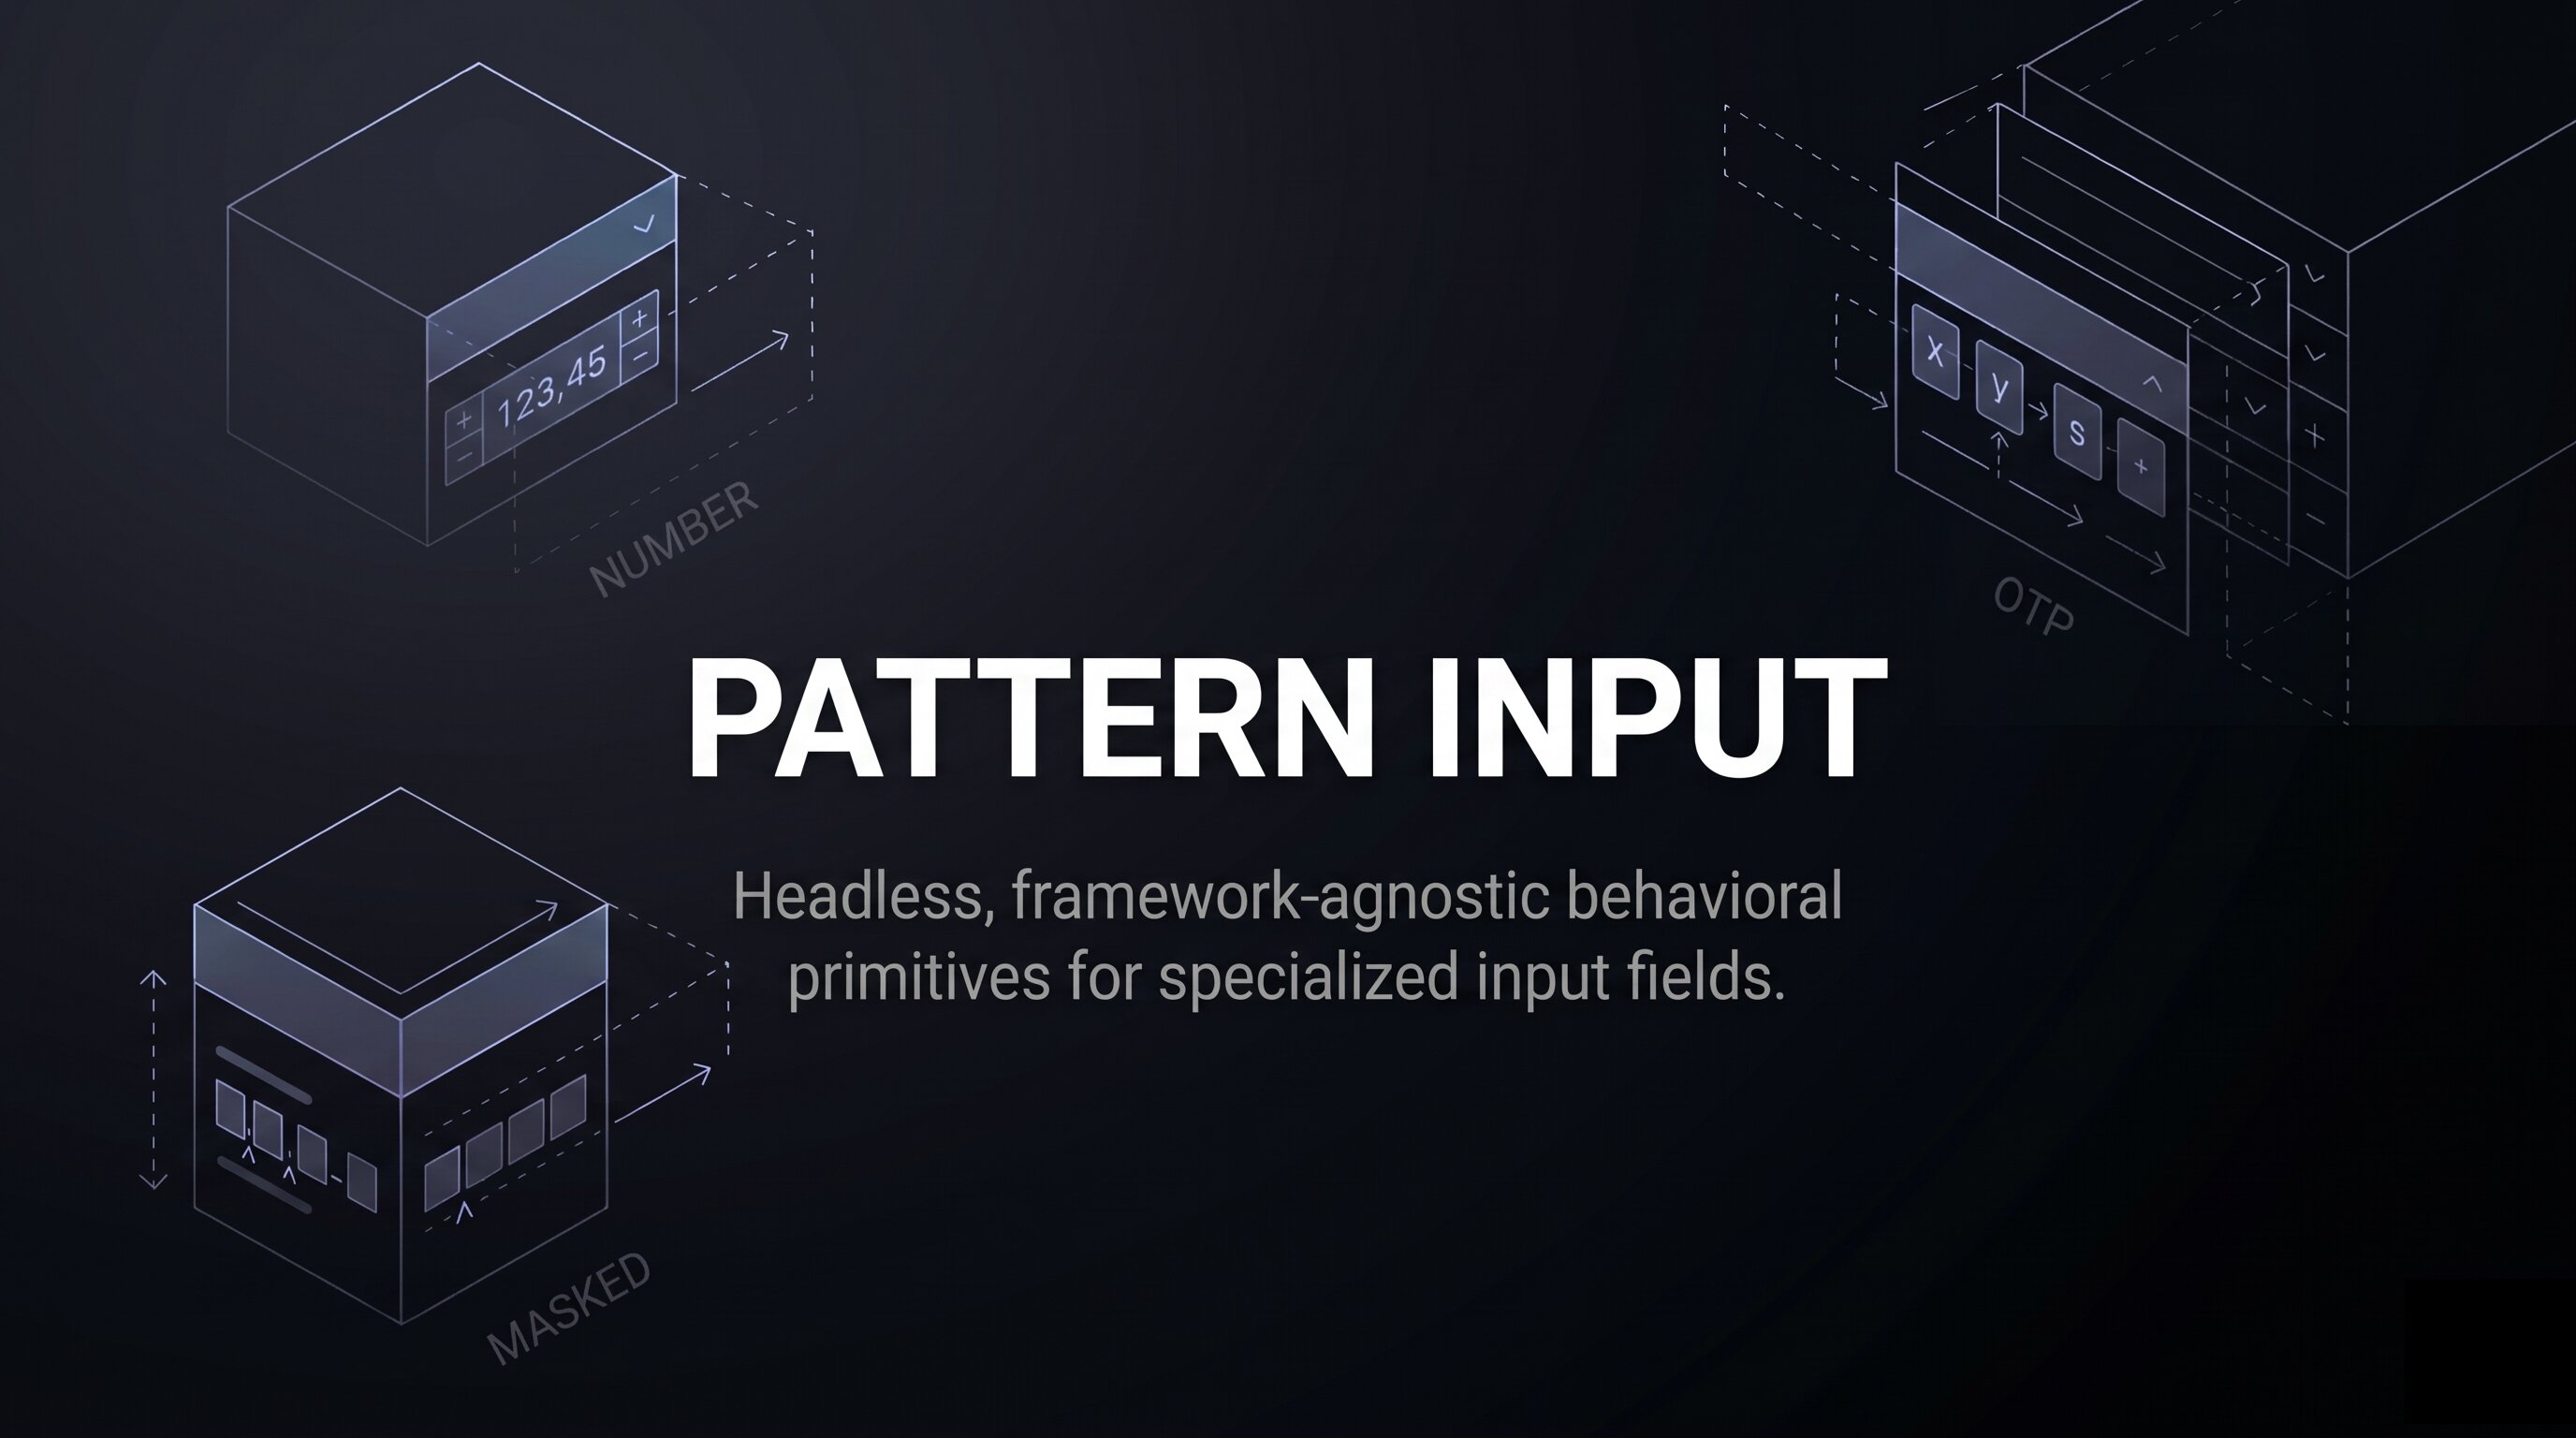 +
-
123,45
+
-
NUMBER
x
y
s
+
+
-
OTP
PATTERN INPUT
Headless, framework-agnostic behavioral
primitives for specialized input fields.
MASKED